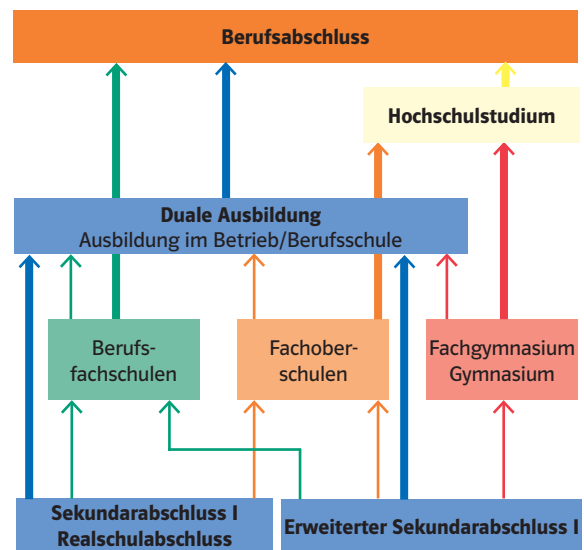 Berufsabschluss
Hochschulstudium
Duale Ausbildung
Ausbildung im Betrieb/Berufsschule
Berufs-
fachschulen
Fachober-
schulen
Fachgymnasium
Gymnasium
Sekundarabschluss I
Realschulabschluss
Erweiterter Sekundarabschluss I